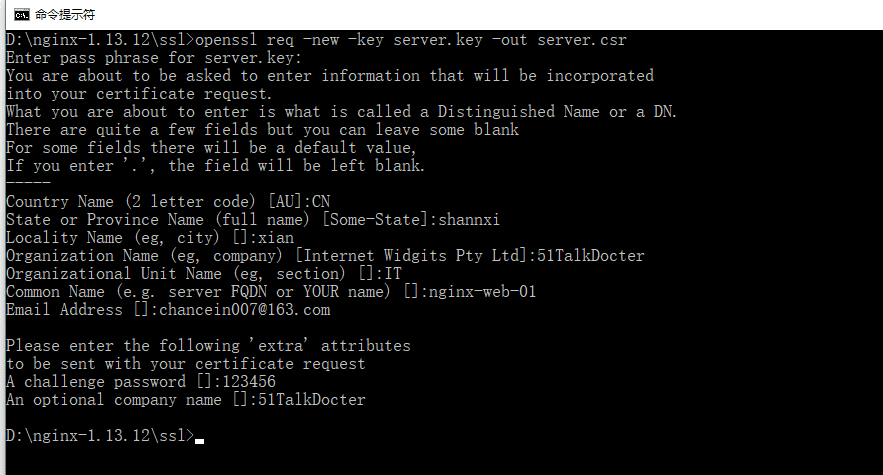 命令提示符
D:\nginx-1.13.12\ssl>openssl req -new -key server.key -out server.csr
Enter pass phrase for server.key:
You are about to be asked to enter information that will be incorporated
into your certificate request.
What you are about to enter is what is called a Distinguished Name or a DN.
There are quite a few fields but you can leave some blank
For some fields there will be a default value,
If you enter '.', the field will be left blank.
-----
Country Name (2 letter code) [AU]:CN
State or Province Name (full name) [Some-State]:shannxi
Locality Name (eg, city) []:xian
Organization Name (eg, company) [Internet Widgits Pty Ltd]:51TalkDocter
Organizational Unit Name (eg, section) []:IT
Common Name (e.g. server FQDN or YOUR name) []:nginx-web-01
Email Address []:chancein007@163.com
Please enter the following 'extra' attributes
to be sent with your certificate request
A challenge password []:123456
An optional company name []:51TalkDocter
D:\nginx-1.13.12\ssl>